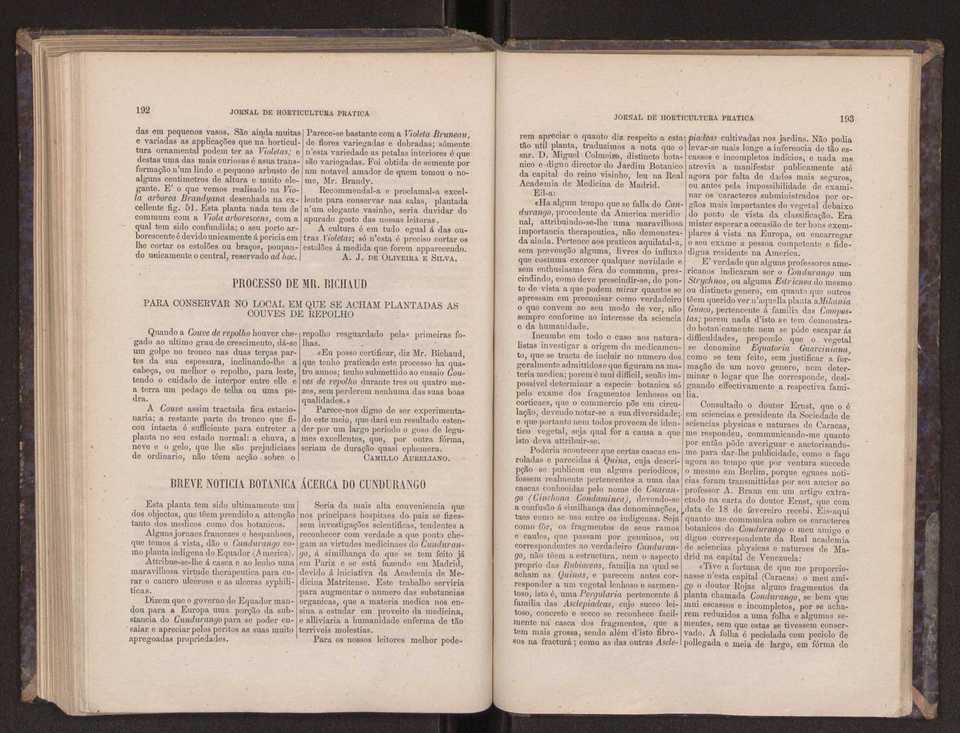 192
JORNAL DE HORTICULTURA PRATICA
das em pequenos vasos. São ainda muitas
e variadas as applicações que na horticul-
tura ornamental podem ter as Violetas; e
destas uma das mais curiosas é a sua trans-
formação n'um lindo e pequeno arbusto de
alguns centimetros de altura e muito ele-
gante. E' o que vemos realisado na Vio-
la arborea Brandyana desenhada na ex-
cellente fig. 51. Esta planta nada tem de
commum com a Viola arborescens, com a
qual tem sido confundida; o seu porte ar-
borescente é devido unicamente á pericia em
lhe cortar os estolões ou braços, poupan-
do unicamente o central, reservado ad hoc.
Parece-se bastante com a Violeta Bruneau,
de flores variegadas e dobradas; sómente
n'esta variedade as petalas interiores é que
são variegadas. Foi obtida de semente por
um notavel amador de quem tomou o no-
me, Mr. Brandy.
Recommendal-a e proclamal-a excel-
lente para conservar nas salas, plantada
n'um elegante vasinho, seria duvidar do
apurado gosto das nossas leitoras.
A cultura é em tudo egual á das ou-
tras Violetas; só n'esta é preciso cortar os
estolões á medida que forem apparecendo.
A. J. DE OLIVEIRA E SILVA.
PROCESSO DE MR. BICHAUD
PARA CONSERVAR NO LOCAL EM QUE SE ACHAM PLANTADAS AS
COUVES DE REPOLHO
Quando a Couve de repolho houver che-
gado ao ultimo grau de crescimento, dá-se
um golpe no tronco nas duas terças par-
tes da sua espessura, inclinando-lhe a
cabeça, ou melhor o repolho, para leste,
tendo o cuidado de interpor entre elle e
a terra um pedaço de telha ou uma pe-
dra.
A Couve assim tractada fica estacio-
naria; a restante parte do tronco que fi-
cou intacta é sufficiente para entreter a
planta no seu estado normal: a chuva, a
neve e o gelo, que lhe são prejudiciaes
de ordinario, não têem acção sobre o
repolho resguardado pelas primeiras fo-
lhas.
«Eu posso certificar, diz Mr. Bichaud,
que tenho praticado este processo ha qua-
tro annos; tenho submettido ao ensaio Cou-
ves de repolho durante tres ou quatro me-
zes, sem perderem nenhuma das suas boas
qualidades.»
Parece-nos digno de ser experimenta-
do este meio, que dará em resultado esten-
der por um largo periodo o goso de legu-
mes excellentes, que, por outra fórma,
seriam de duração quasi ephemera.
CAMILLO AURELIANO.
BREVE NOTICIA BOTANICA ÁCERCA DO CUNDURANGO
Esta planta tem sido ultimamente um
dos objectos, que têem prendido a attenção
tanto dos medicos como dos botanicos.
Alguns jornaes francezes e hespanhoes,
que temos á vista, dão o Cundurango co-
mo planta indigena do Equador (America).
Attribue-se-lhe á casca e ao lenho uma
maravilhosa virtude therapeutica para cu-
rar o cancro ulceroso e as ulceras syphili-
ticas.
Dizem que o governo do Equador man-
dou para a Europa uma porção da sub-
stancia do Cundurango para se poder en-
saiar e apreciar pelos peritos as suas muito
apregoadas propriedades.
Seria da mais alta conveniencia que
nos principaes hospitaes do paiz se fizes-
sem investigações scientificas, tendentes a
reconhecer com verdade a que ponto che-
gam as virtudes medicinaes do Cunduran-
go, á similhança do que se tem feito já
em Pariz e se está fazendo em Madrid,
devido á iniciativa da Academia de Me-
dicina Matritense. Este trabalho serviria
para augmentar o numero das substancias
organicas, que a materia medica nos en-
sina a estudar em proveito da medicina,
e alliviaria a humanidade enferma de tão
terriveis molestias.
Para os nossos leitores melhor pode-
JORNAL DE HORTICULTURA PRATICA
193
rem apreciar o quanto diz respeito a esta
tão util planta, traduzimos a nota que o
snr. D. Miguel Colmeiro, distincto bota-
nico e digno director do Jardim Botanico
da capital do reino visinho, leu na Real
Academia de Medicina de Madrid.
Eil-a:
«Ha algum tempo que se falla do Cun-
durango, procedente da America meridio-
nal, attribuindo-se-lhe uma maravilhosa
importancia therapeutica, não demonstra-
da ainda. Pertence aos praticos aquilatal-a,
sem prevenção alguma, livres do influxo
que costuma exercer qualquer novidade e
sem enthusiasmo fóra do commum, pres-
cindindo, como deve prescindir-se, do pon-
to de vista a que podem mirar quantos se
apressam em preconisar como verdadeiro
o que convem ao seu modo de ver, não
sempre conforme ao interesse da sciencia
e da humanidade.
Incumbe em todo o caso aos natura-
listas investigar a origem do medicamen-
to, que se tracta de incluir no numero dos
geralmente admittidos e que figuram na ma-
teria medica; porém é mui difficil, senão im-
possivel determinar a especie botanica só
pelo exame dos fragmentos lenhosos ou
corticaes, que o commercio põe em circu-
lação, devendo notar-se a sua diversidade;
e que portanto nem todos proveem de iden-
tico vegetal, seja qual fôr a causa a que
isto deva attribuir-se.
Poderia acontecer que certas cascas en-
roladas e parecidas á Quina, cuja descri-
pção se publicou em alguns periodicos,
fossem realmente pertencentes a uma das
cascas conhecidas pelo nome de Guaran-
go (Cinchona Condaminea), devendo-se
a confusão á similhança das denominações,
taes como se usa entre os indigenas. Seja
como fôr, os fragmentos de seus ramos
e caules, que passam por genuinos, ou
correspondentes ao verdadeiro Cunduran-
go, não têem a estructura, nem o aspecto
proprio das Rubiaceas, familia na qual se
acham as Quinas, e parecem antes cor-
responder a um vegetal lenhoso e sarmen-
toso, isto é, uma Pergularia pertencente á
familia das Asclepiadeas, cujo succo lei-
toso, concreto e secco se reconhece facil-
mente na casca dos fragmentos, que a
tem mais grossa, sendo além d'isto fibro-
sos na fractura; como as das outras Ascle-
piadeas cultivadas nos jardins. Não podia
levar-se mais longe a inferencia de tão es-
cassos e incompletos indicios, e nada me
atrevia a manifestar publicamente até
agora por falta de dados mais seguros,
ou antes pela impossibilidade de exami-
nar os caracteres subministrados por or-
gãos mais importantes do vegetal debaixo
do ponto de vista da classificação. Era
mister esperar a occasião de ter bons exem-
plares á vista na Europa, ou encarregar
o seu exame a pessoa competente e fide-
digna residente na America.
E' verdade que alguns professores ame-
ricanos indicaram ser o Condurango um
Strychnos, ou alguma Estricnea do mesmo
ou distincto genero, em quanto que outros
têem querido ver n'aquella planta a Mikania
Guaco, pertencente á familia das Compos-
tas; porem nada d'isto se tem demonstra-
do botanicamente nem se póde escapar ás
difficuldades, prepondo que o vegetal
se denomine Equatoria Garciniana,
como se tem feito, sem justificar a for-
mação de um novo genero, nem deter-
minar o logar que lhe corresponde, desi-
gnando effectivamente a respectiva fami-
lia.
Consultado o doutor Ernst, que o é
em sciencias e presidente da Sociedade de
sciencias physicas e naturaes de Caracas,
me respondeu, communicando-me quanto
por então pôde averiguar e auctorisando-
me para dar-lhe publicidade, como o faço
agora ao tempo que por ventura succede
o mesmo em Berlim, porque egunes noti-
cias foram transmittidas por seu auctor ao
professor A. Braun em um artigo extra-
ctado na carta do doutor Ernst, que com
data de 18 de fevereiro recebi. Eis-aqui
quanto me communica sobre os caracteres
botanicos do Condurango o meu amigo e
digno correspondente da Real academia
de sciencias physicas e naturaes de Ma-
drid na capital de Venezuela:
«Tive a fortuna de que me proporcio-
nasse n'esta capital (Caracas) o meu ami-
go o doutor Rojas alguns fragmentos da
planta chamada Condurango, se bem que
mui escassos e incompletos, por se acha-
rem reduzidos a uma folha e algumas se-
mentes, sem que estas se tivessem conser-
vado. A folha é peciolada com peciolo de
pollegada e meia de largo, em fórma de